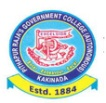 PITHAPUR RAJAH'S GOVERNMENT COLLEGE (AUTONOMOUS)
KAKINADA
Estd. 1884